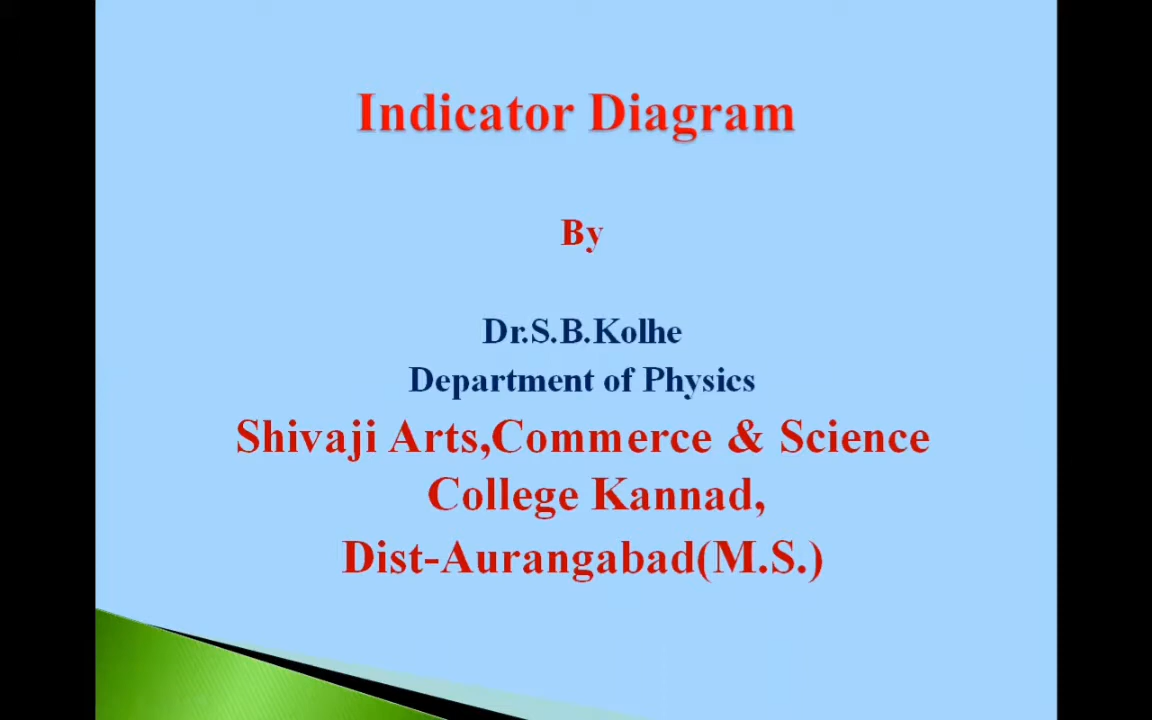 Indicator Diagram
By
Dr.S.B.Kolhe
Department of Physics
Shivaji Arts,Commerce & Science
College Kannad,
Dist-Aurangabad(M.S.)